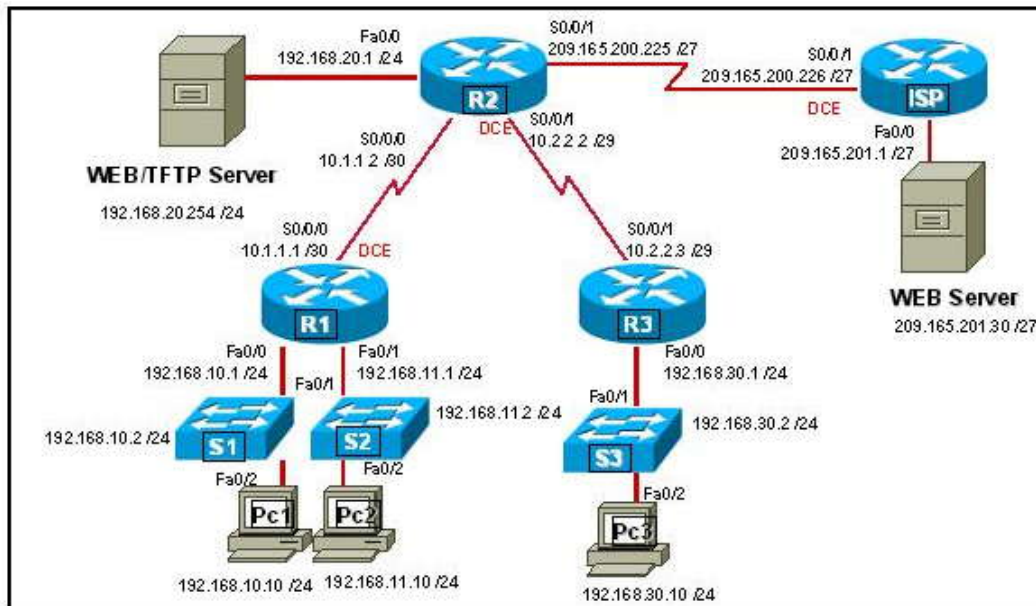 Fa0/0
192.168.20.1 /24
S0/0/1
209.165.200.225 /27
S0/0/1
209.165.200.226 /27
DCE
ISP
R2
DCE
S0/0/1
10.2.2.2 /29
S0/0/0
10.1.1.2 /30
Fa0/0
209.165.201.1 /27
WEB/TFTP Server
192.168.20.254 /24
S0/0/0
10.1.1.1 /30
DCE
S0/0/1
10.2.2.3 /29
WEB Server
209.165.201.30 /27
R1
R3
Fa0/0
192.168.10.1 /24
Fa0/1
192.168.11.1 /24
Fa0/0
192.168.30.1 /24
Fa0/1
192.168.11.2 /24
Fa0/1
192.168.30.2 /24
192.168.10.2 /24
S1
S2
S3
Fa0/2
Fa0/2
Fa0/2
Pc1
Pc2
Pc3
192.168.10.10 /24
192.168.11.10 /24
192.168.30.10 /24